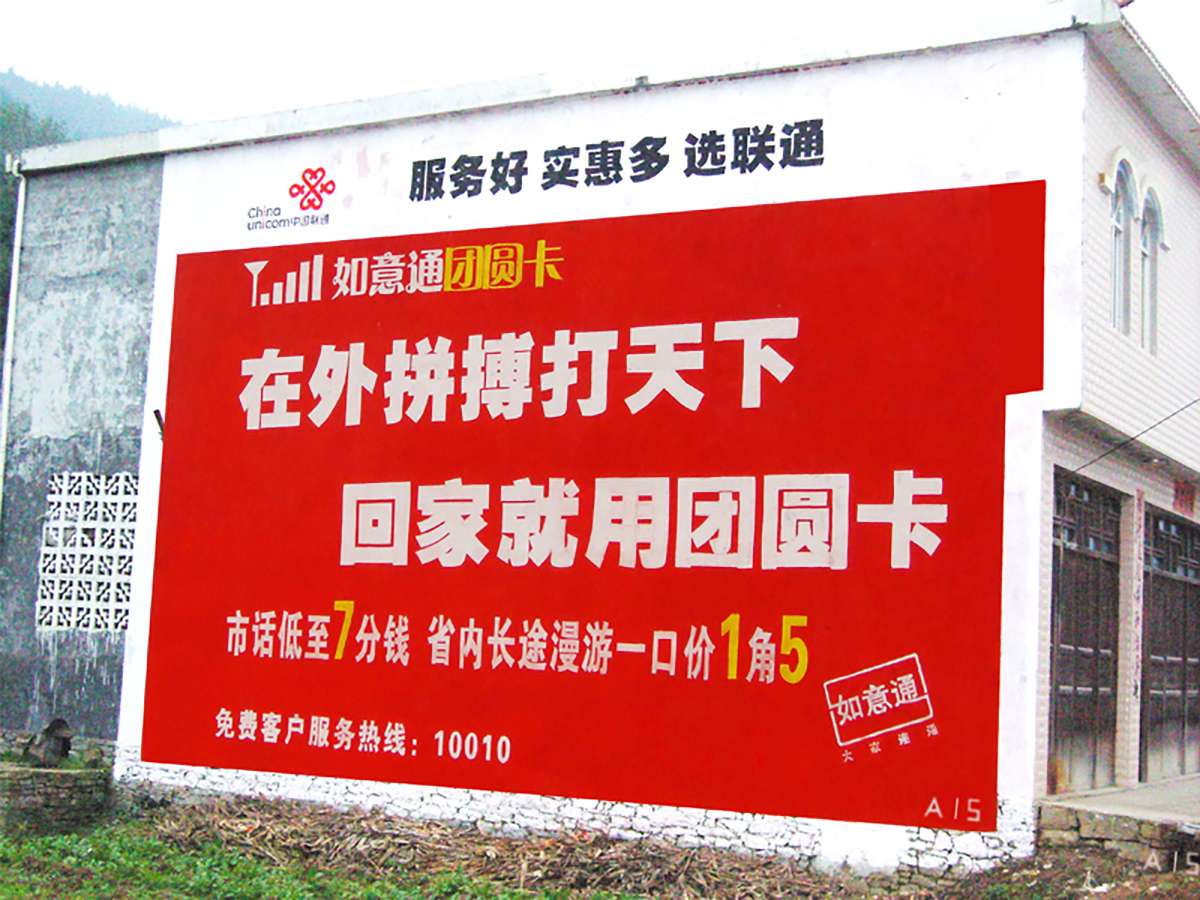 服务好 实惠多 选联通
China
unicom中国联通
如意通团圆卡
在外拼搏打天下
回家就用团圆卡
市话低至7分钱 省内长途漫游一口价1角5
免费客户服务热线：10010
如意通
A15
A15